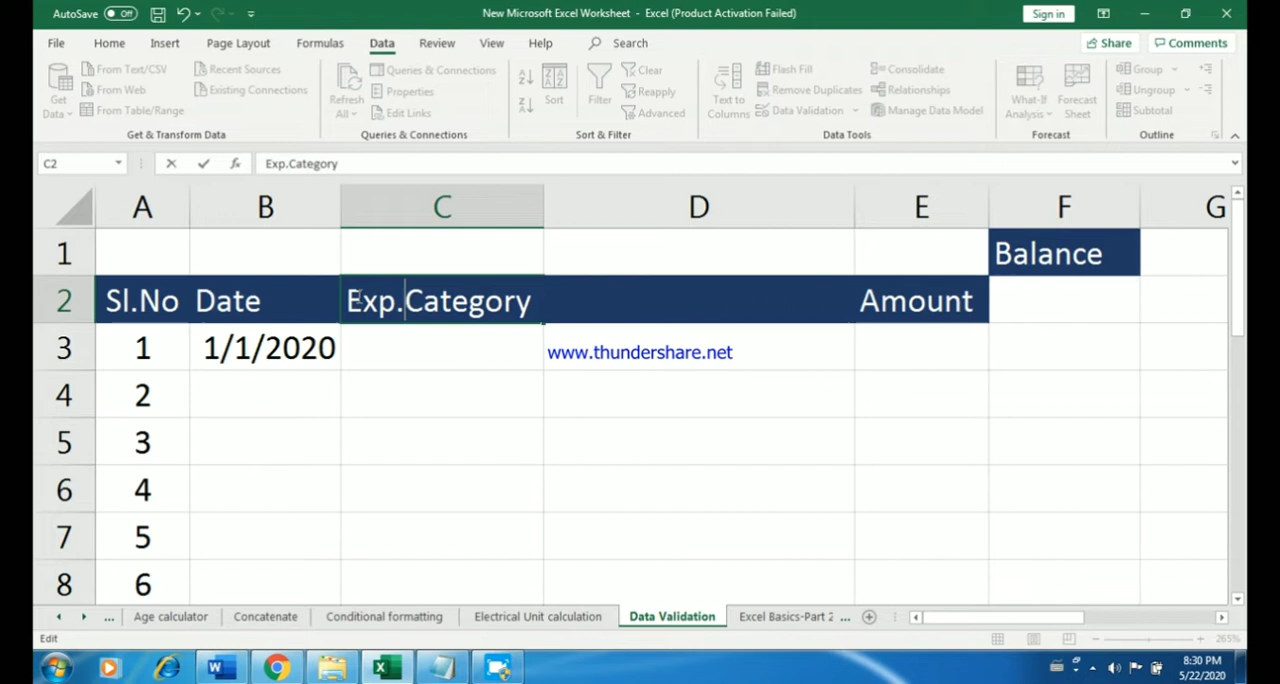 AutoSave Off New Microsoft Excel Worksheet - Excel (Product Activation Failed) Sign in
File Home Insert Page Layout Formulas Data Review View Help Search Share Comments
Get Data From Text/CSV From Web From Table/Range Recent Sources Existing Connections
Get & Transform Data
Refresh All Queries & Connections Properties Edit Links
Queries & Connections
Sort Filter Clear Reapply Advanced
Sort & Filter
Text to Columns Flash Fill Remove Duplicates Data Validation Consolidate Relationships Manage Data Model
Data Tools
What-If Analysis Forecast Sheet
Forecast
Group Ungroup Subtotal
Outline
C2 fx Exp.Category
A B C D E F G
1 Balance
2 Sl.No Date Exp.Category Amount
3 1 1/1/2020 www.thundershare.net
4 2
5 3
6 4
7 5
8 6
... Age calculator Concatenate Conditional formatting Electrical Unit calculation Data Validation Excel Basics-Part 2 ...
Edit 265%
8:30 PM
5/22/2020